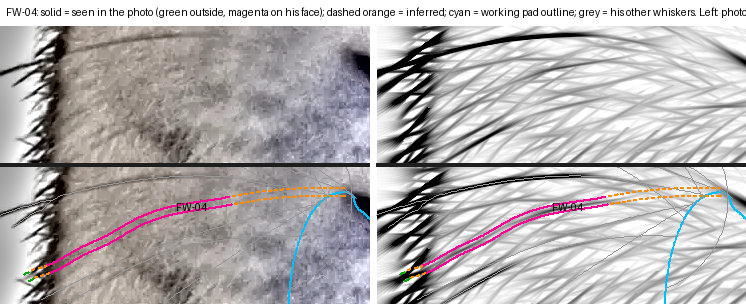 FW-04: solid = seen in the photo (green outside, magenta on his face); dashed orange = inferred; cyan = working pad outline; grey = his other whiskers. Left: photo
FW-04
FW-04